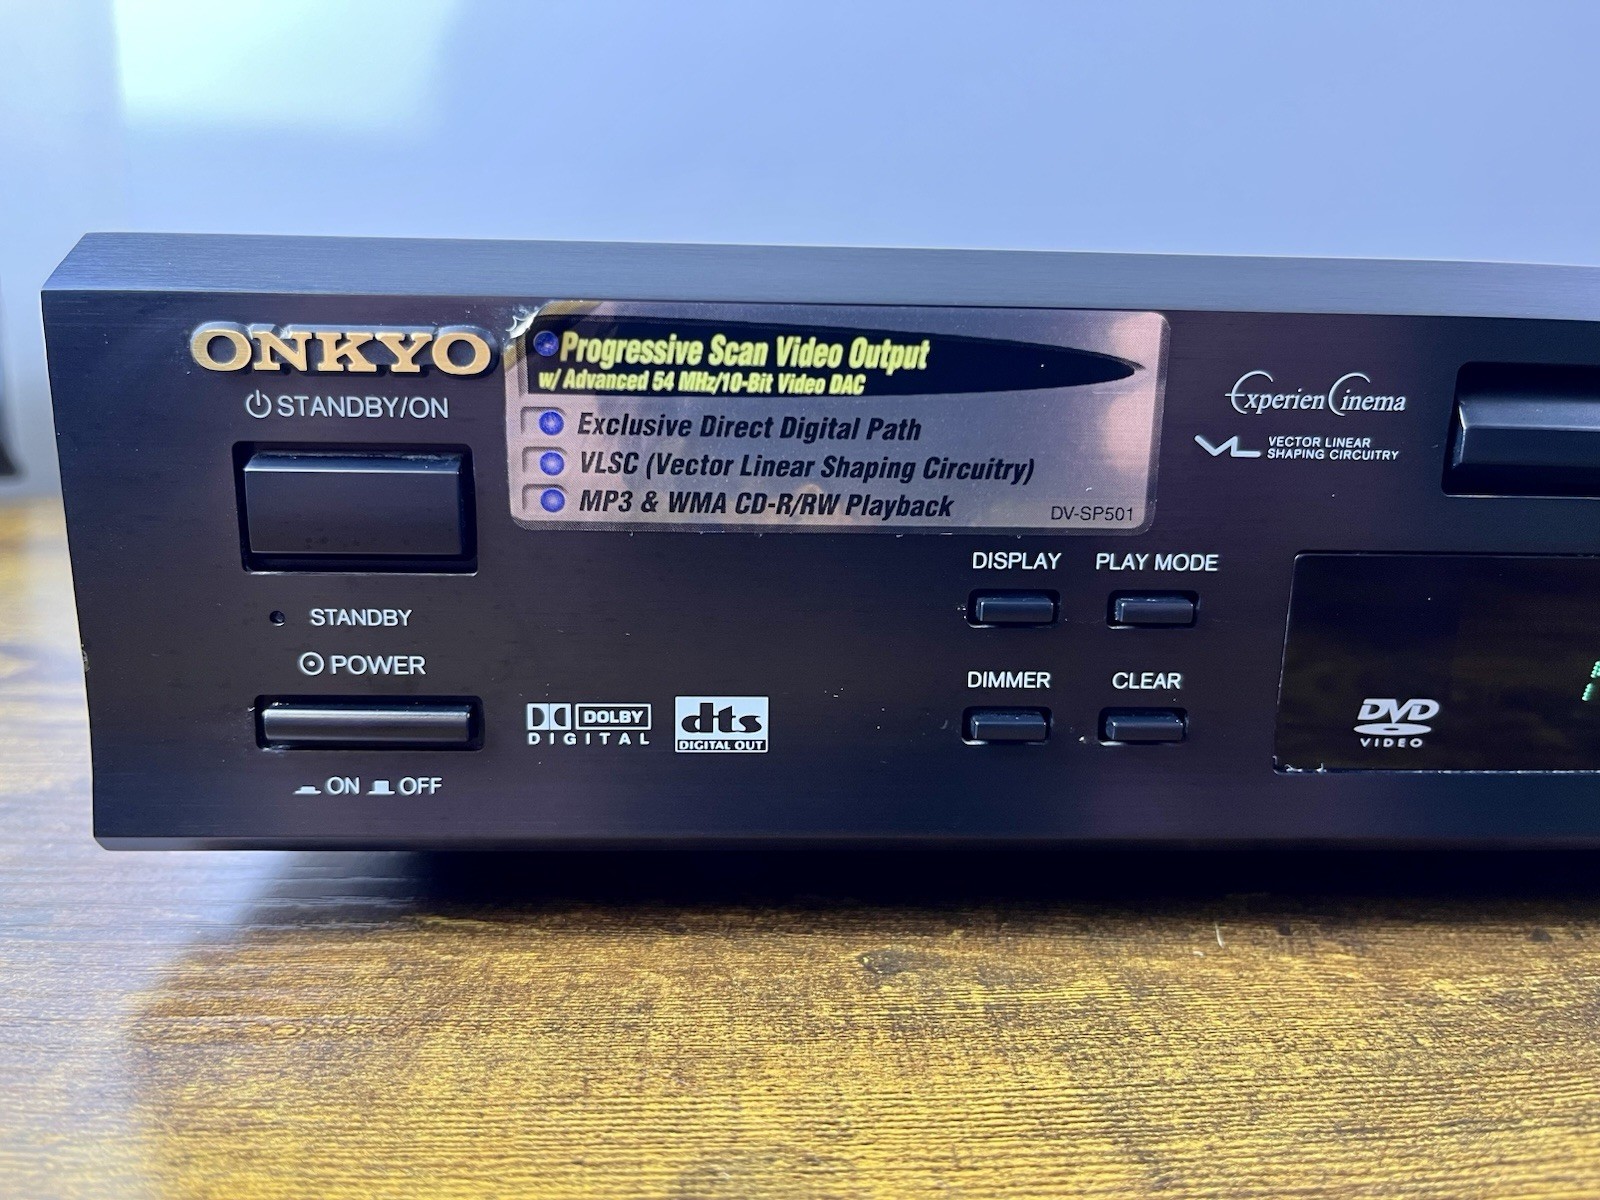 ONKYO
STANDBY/ON
Progressive Scan Video Output
w/ Advanced 54 MHz/10-Bit Video DAC
Exclusive Direct Digital Path
VLSC (Vector Linear Shaping Circuitry)
MP3 & WMA CD-R/RW Playback
DV-SP501
ExperienCinema
VL VECTOR LINEAR
SHAPING CIRCUITRY
STANDBY
POWER
ON OFF
DOLBY
DIGITAL
dts
DIGITAL OUT
DISPLAY PLAY MODE
DIMMER CLEAR
DVD
VIDEO